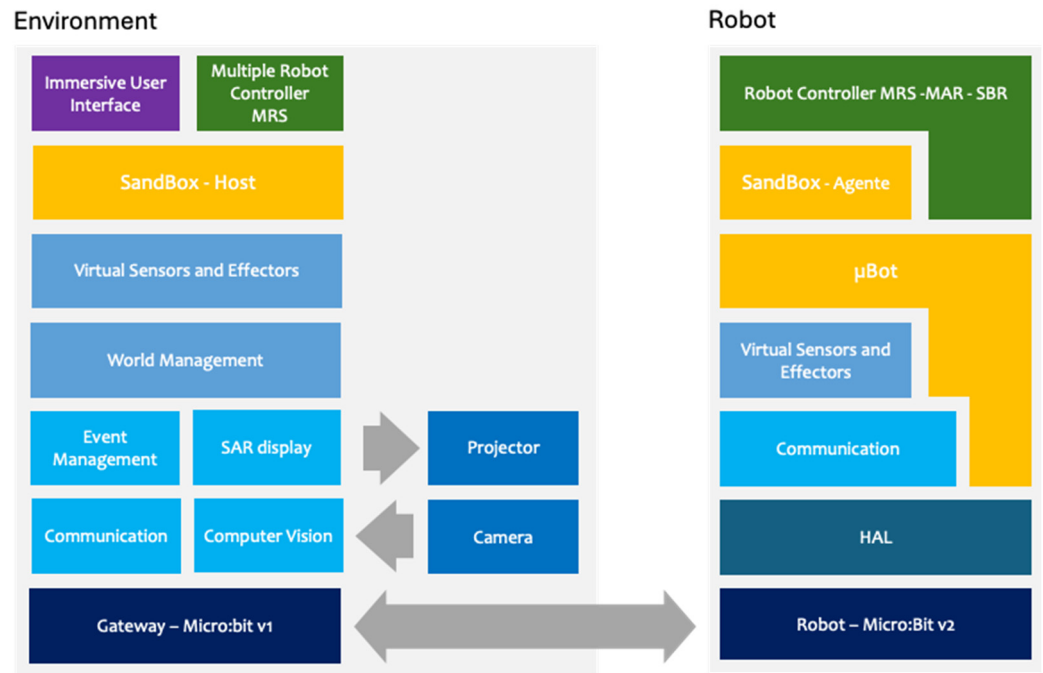 Environment
Immersive User
Interface
Multiple Robot
Controller
MRS
SandBox - Host
Virtual Sensors and Effectors
World Management
Event
Management
SAR display
Projector
Communication
Computer Vision
Camera
Gateway – Micro:bit v1
Robot
Robot Controller MRS -MAR - SBR
SandBox - Agente
µBot
Virtual Sensors and
Effectors
Communication
HAL
Robot – Micro:Bit v2